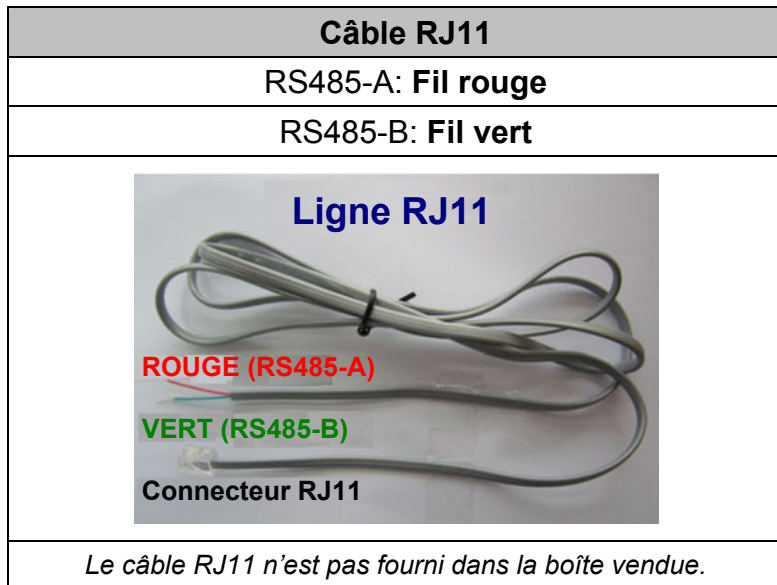 Câble RJ11
RS485-A: Fil rouge
RS485-B: Fil vert
Ligne RJ11
ROUGE (RS485-A)
VERT (RS485-B)
Connecteur RJ11
Le câble RJ11 n’est pas fourni dans la boîte vendue.